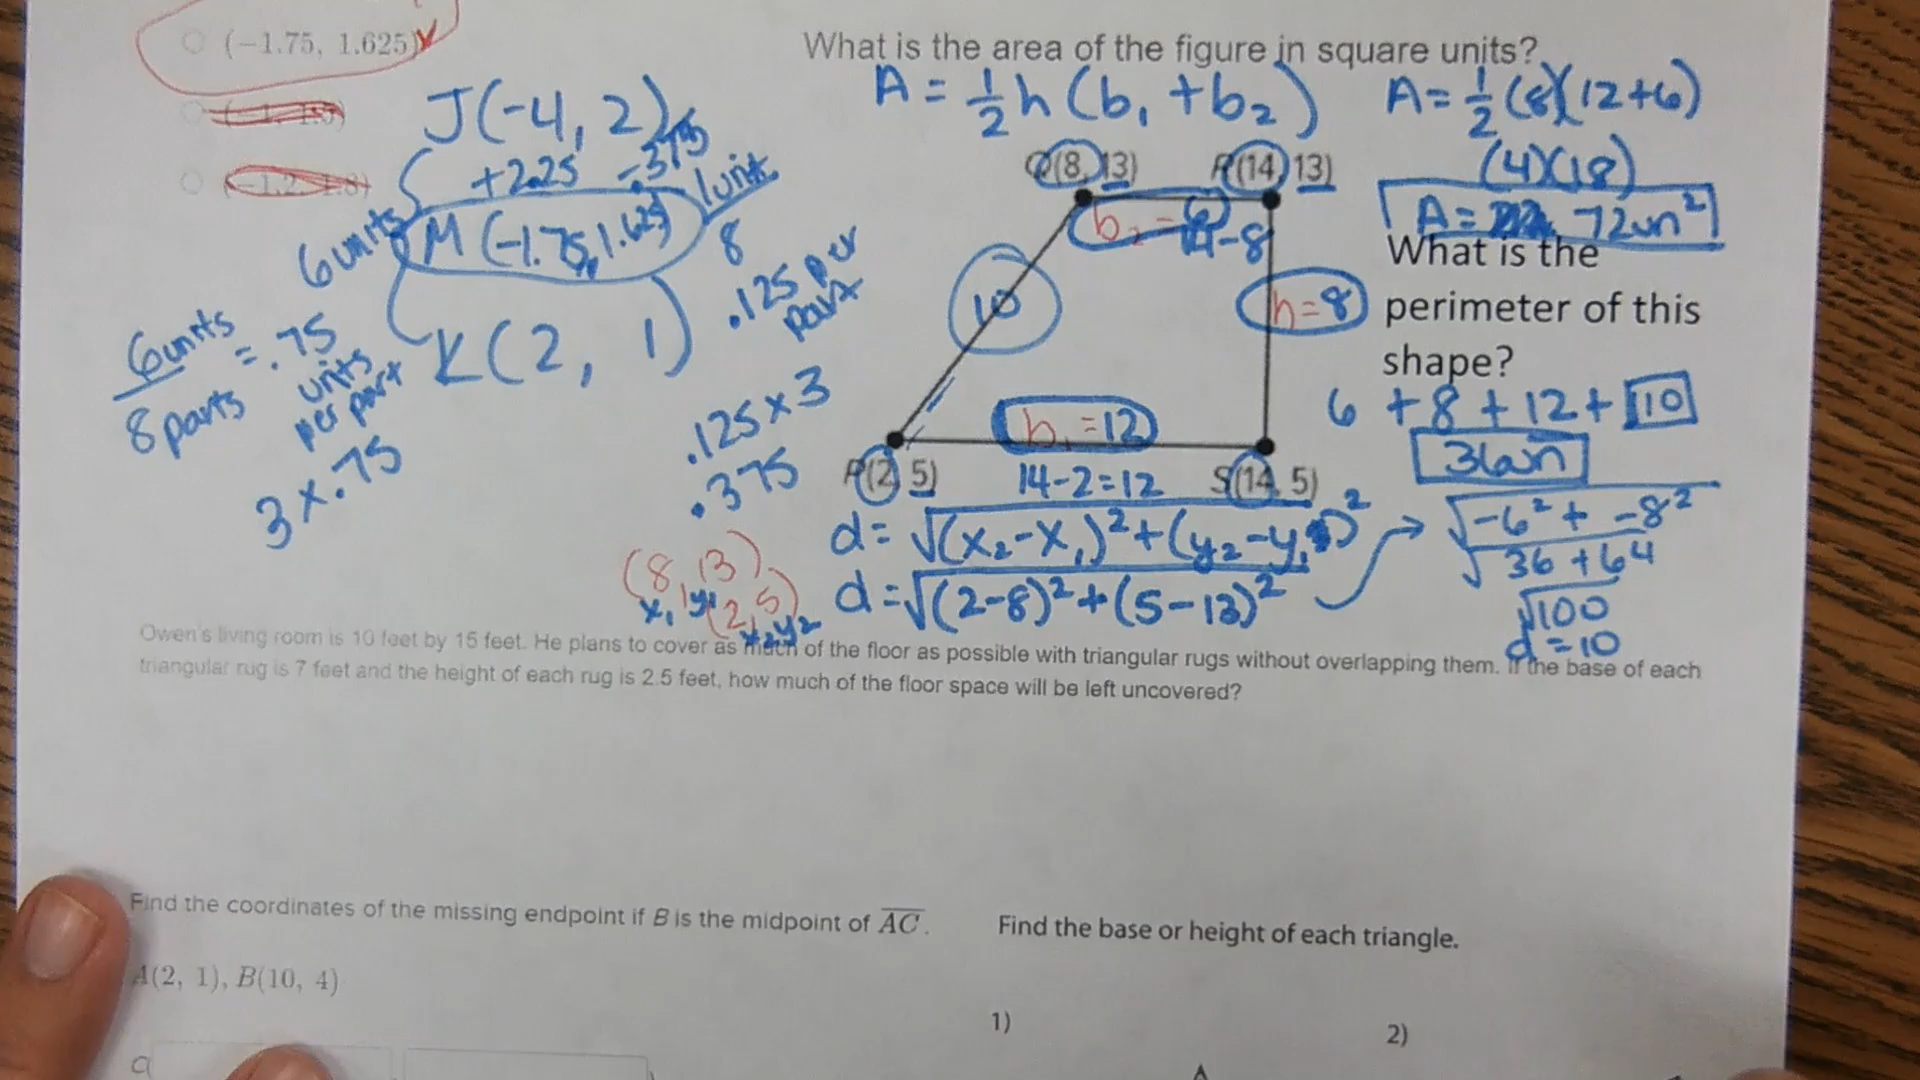 (−1.75, 1.625)
J(-4, 2)
+2.25 -.375
6 units
M(-1.75, 1.625)
1 unit
8
.125 per
part
K(2, 1)
6 units
8 parts
= .75
units
per part
3 x .75
.125 x 3
.375
What is the area of the figure in square units?
A = 1/2 h (b1 + b2)
A = 1/2 (8)(12+6)
(4)(18)
A = 72un²
Q(8, 13)
R(14, 13)
b2 = 6
14-8
10
h = 8
b1 = 12
P(2, 5)
14-2=12
S(14, 5)
What is the
perimeter of this
shape?
6 + 8 + 12 + 10
36un
d = √(x2-x1)² + (y2-y1)²
d = √(2-8)² + (5-13)²
√-6² + -8²
√36 + 64
√100
d = 10
(8, 13)
x1 y1
(2, 5)
x2 y2
Owen's living room is 10 feet by 15 feet. He plans to cover as much of the floor as possible with triangular rugs without overlapping them. If the base of each
triangular rug is 7 feet and the height of each rug is 2.5 feet, how much of the floor space will be left uncovered?
Find the coordinates of the missing endpoint if B is the midpoint of AC.
A(2, 1), B(10, 4)
C(
Find the base or height of each triangle.
1)
2)